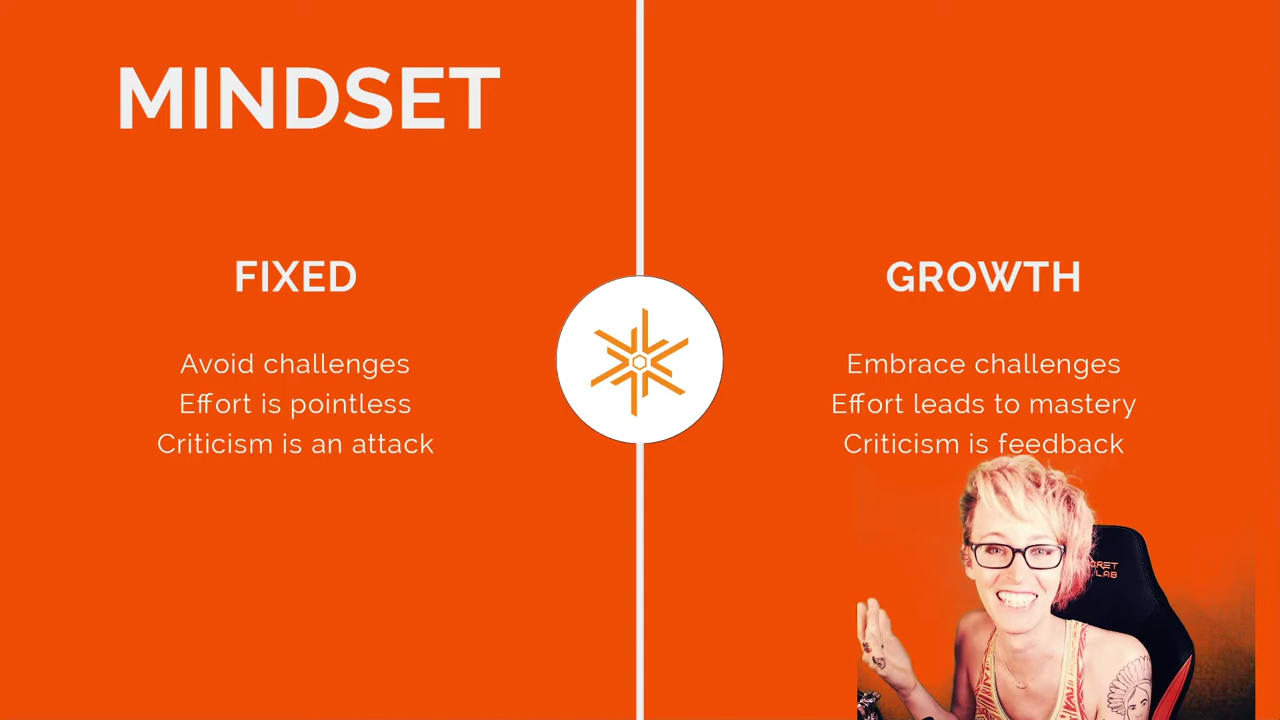 MINDSET
FIXED
Avoid challenges
Effort is pointless
Criticism is an attack
GROWTH
Embrace challenges
Effort leads to mastery
Criticism is feedback
LAB